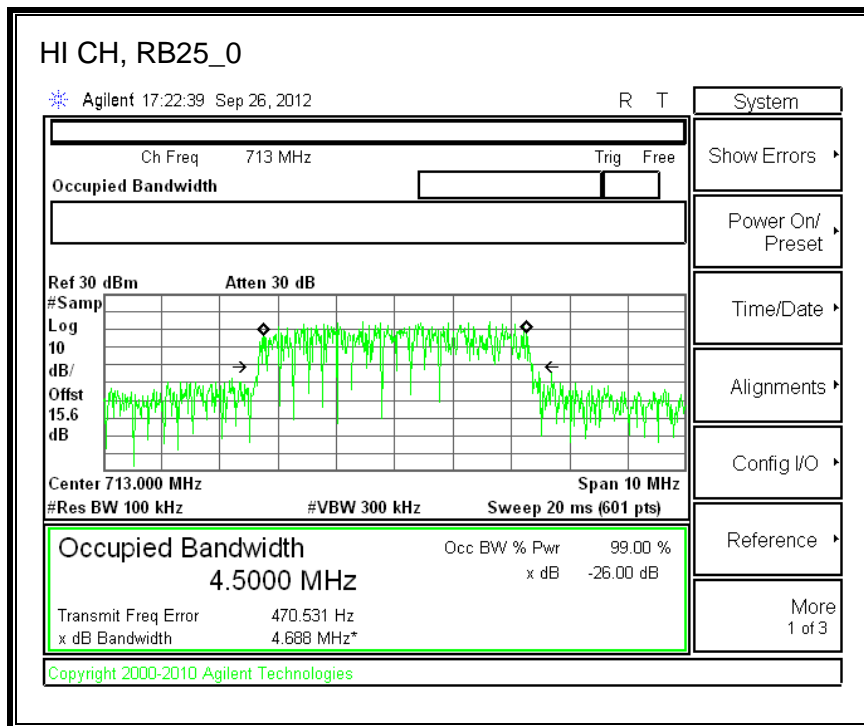 HI CH, RB25_0
Agilent 17:22:39 Sep 26, 2012 R T
System
Ch Freq 713 MHz Trig Free
Occupied Bandwidth
Show Errors
Power On/
Preset
Time/Date
Alignments
Config I/O
Reference
More
1 of 3
Ref 30 dBm Atten 30 dB
#Samp
Log
10
dB/
Offst
15.6
dB
Center 713.000 MHz Span 10 MHz
#Res BW 100 kHz #VBW 300 kHz Sweep 20 ms (601 pts)
Occupied Bandwidth
4.5000 MHz
Occ BW % Pwr 99.00 %
x dB -26.00 dB
Transmit Freq Error 470.531 Hz
x dB Bandwidth 4.688 MHz*
Copyright 2000-2010 Agilent Technologies